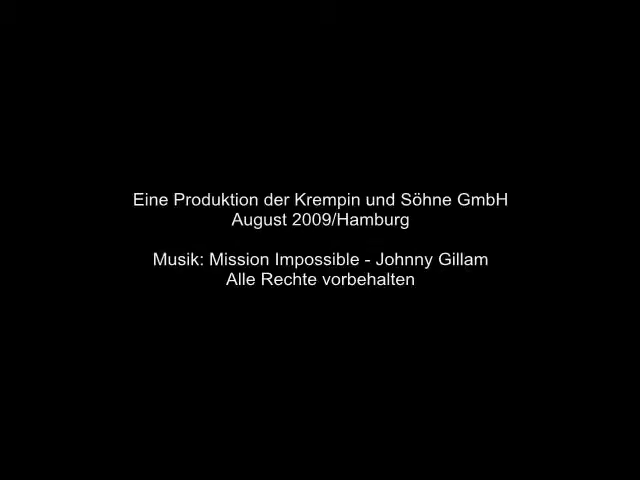 Eine Produktion der Krempin und Söhne GmbH
August 2009/Hamburg
Musik: Mission Impossible - Johnny Gillam
Alle Rechte vorbehalten